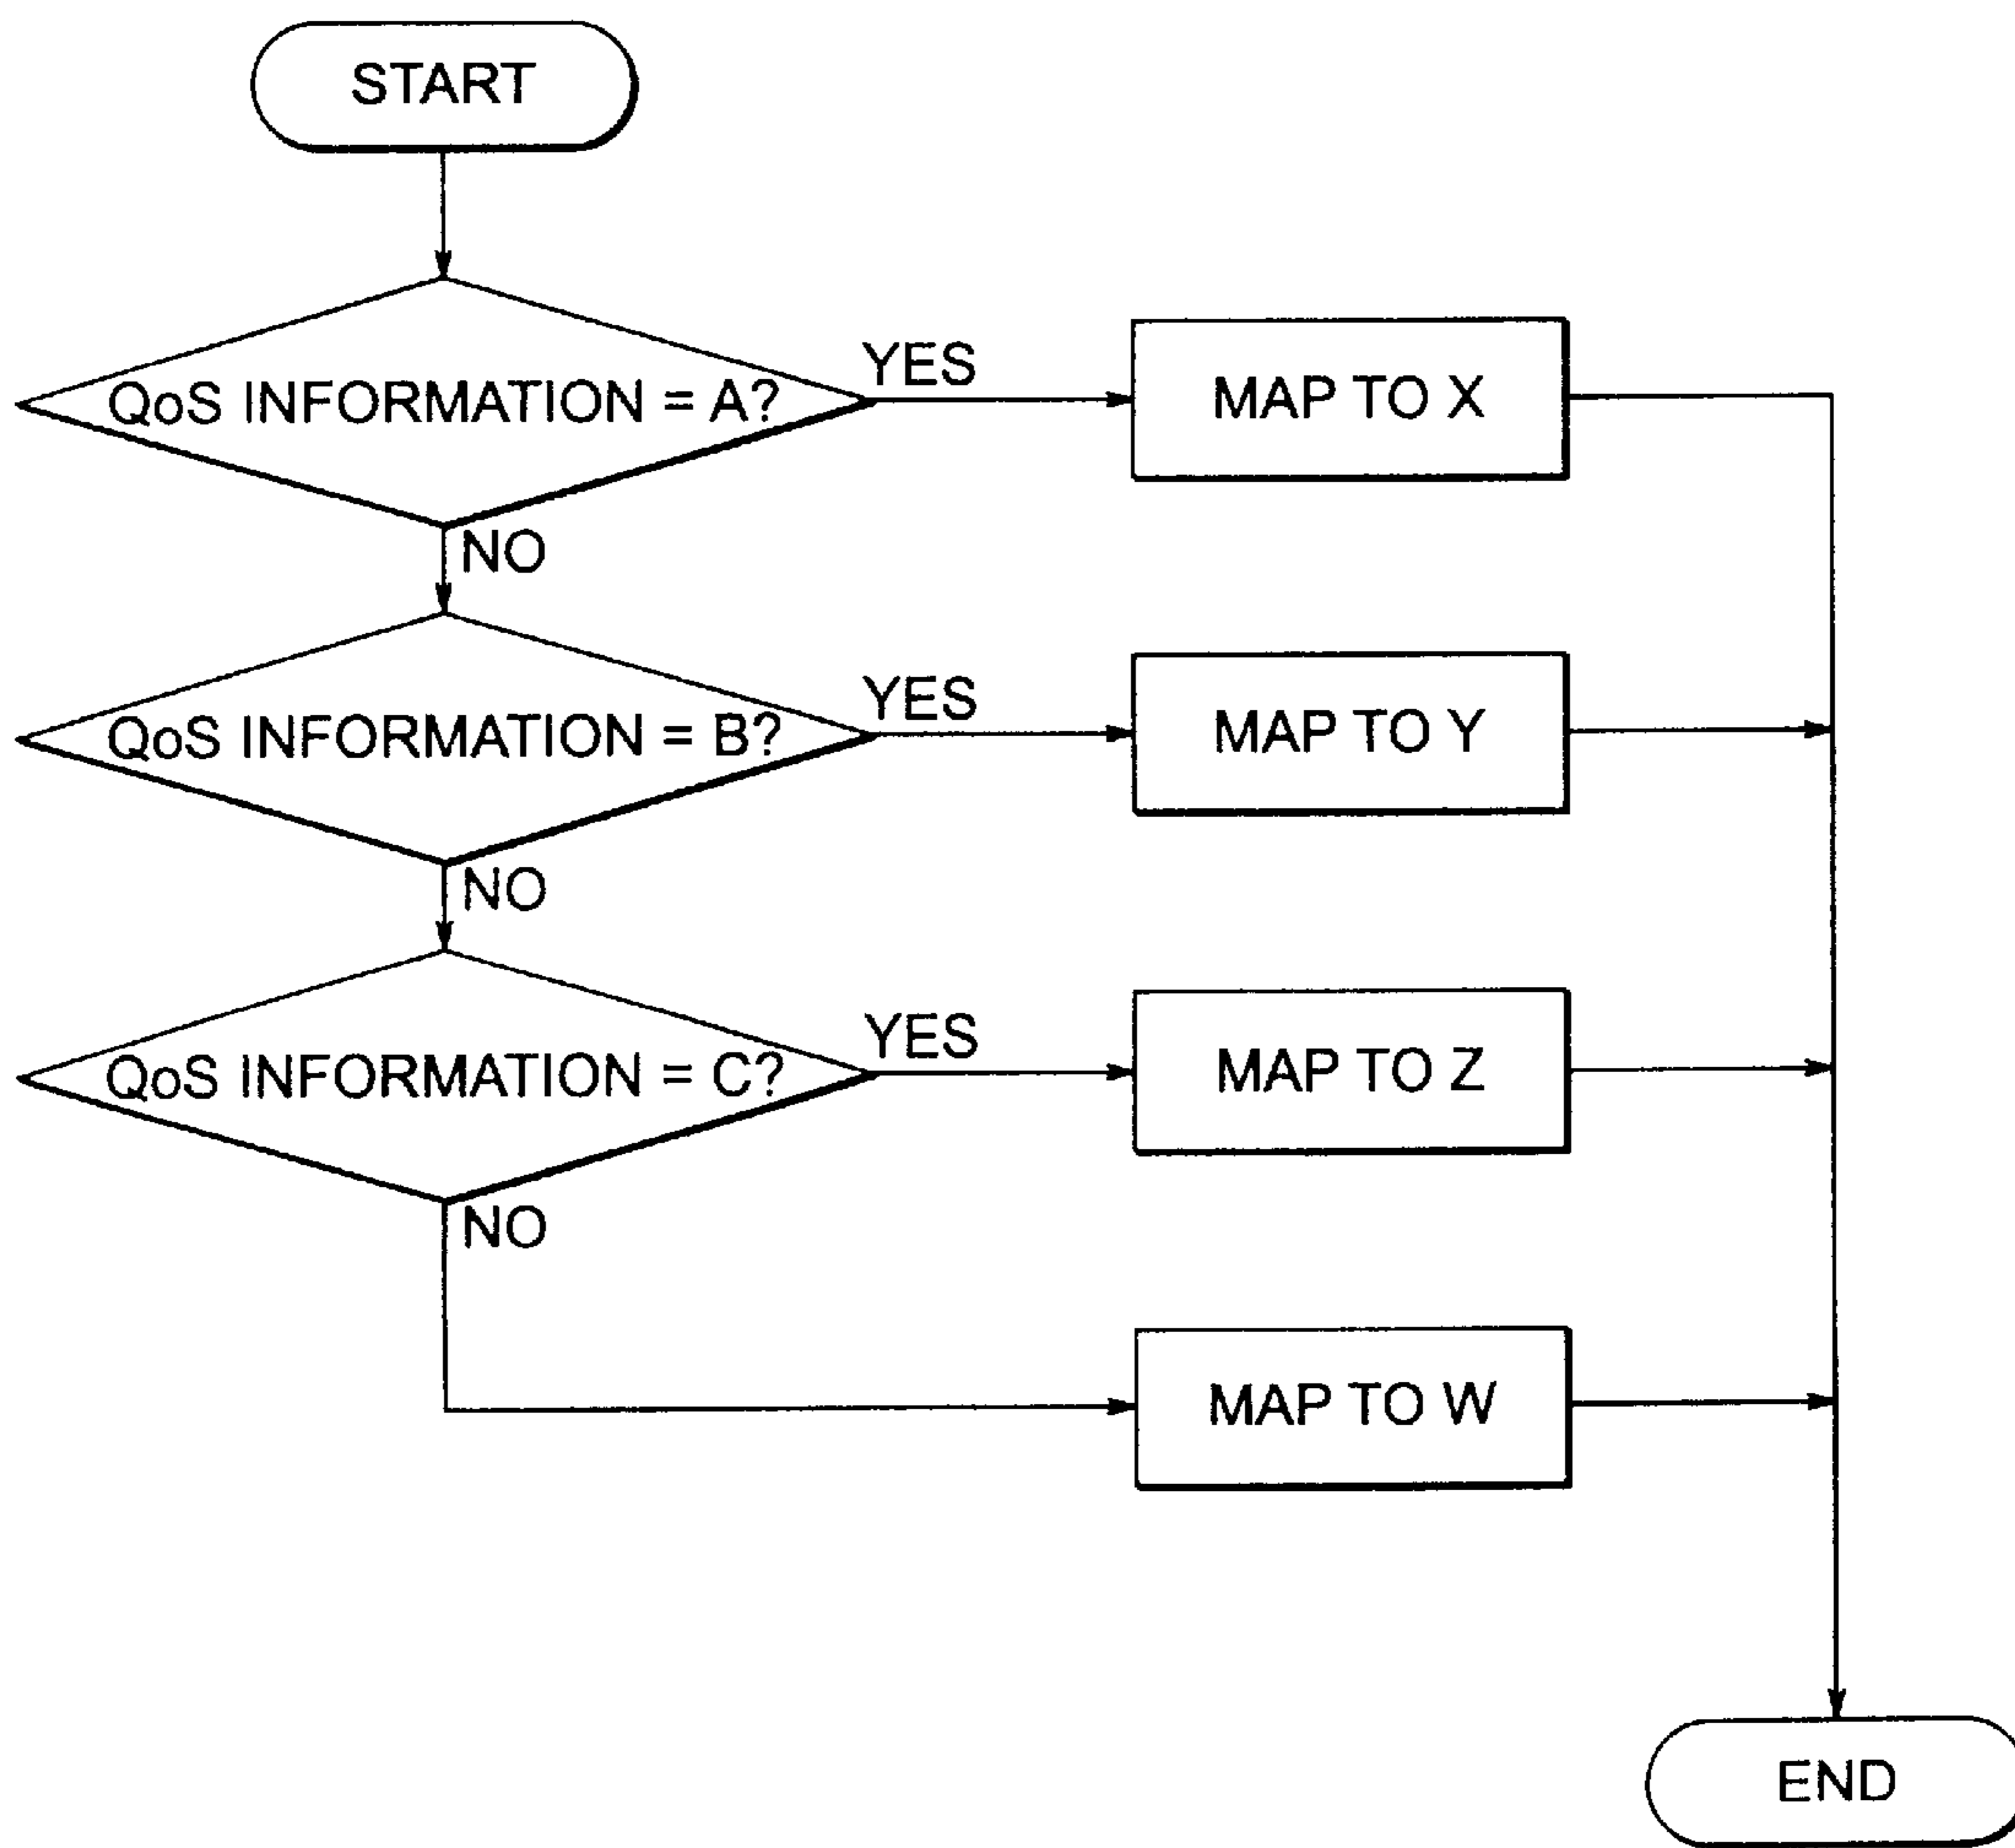 START
QoS INFORMATION = A?
YES
MAP TO X
NO
QoS INFORMATION = B?
YES
MAP TO Y
NO
QoS INFORMATION = C?
YES
MAP TO Z
NO
MAP TO W
END